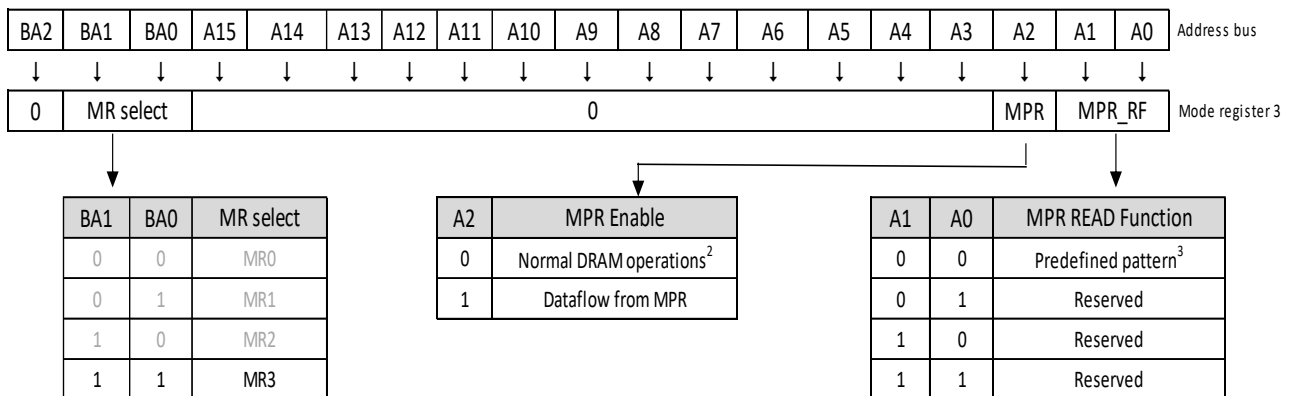 BA2 BA1 BA0 A15 A14 A13 A12 A11 A10 A9 A8 A7 A6 A5 A4 A3 A2 A1 A0 Address bus
↓ ↓ ↓ ↓ ↓ ↓ ↓ ↓ ↓ ↓ ↓ ↓ ↓ ↓ ↓ ↓ ↓ ↓ ↓
0 MR select 0 MPR MPR_RF Mode register 3
BA1 BA0 MR select
0 0 MR0
0 1 MR1
1 0 MR2
1 1 MR3
A2 MPR Enable
0 Normal DRAM operations²
1 Dataflow from MPR
A1 A0 MPR READ Function
0 0 Predefined pattern³
0 1 Reserved
1 0 Reserved
1 1 Reserved